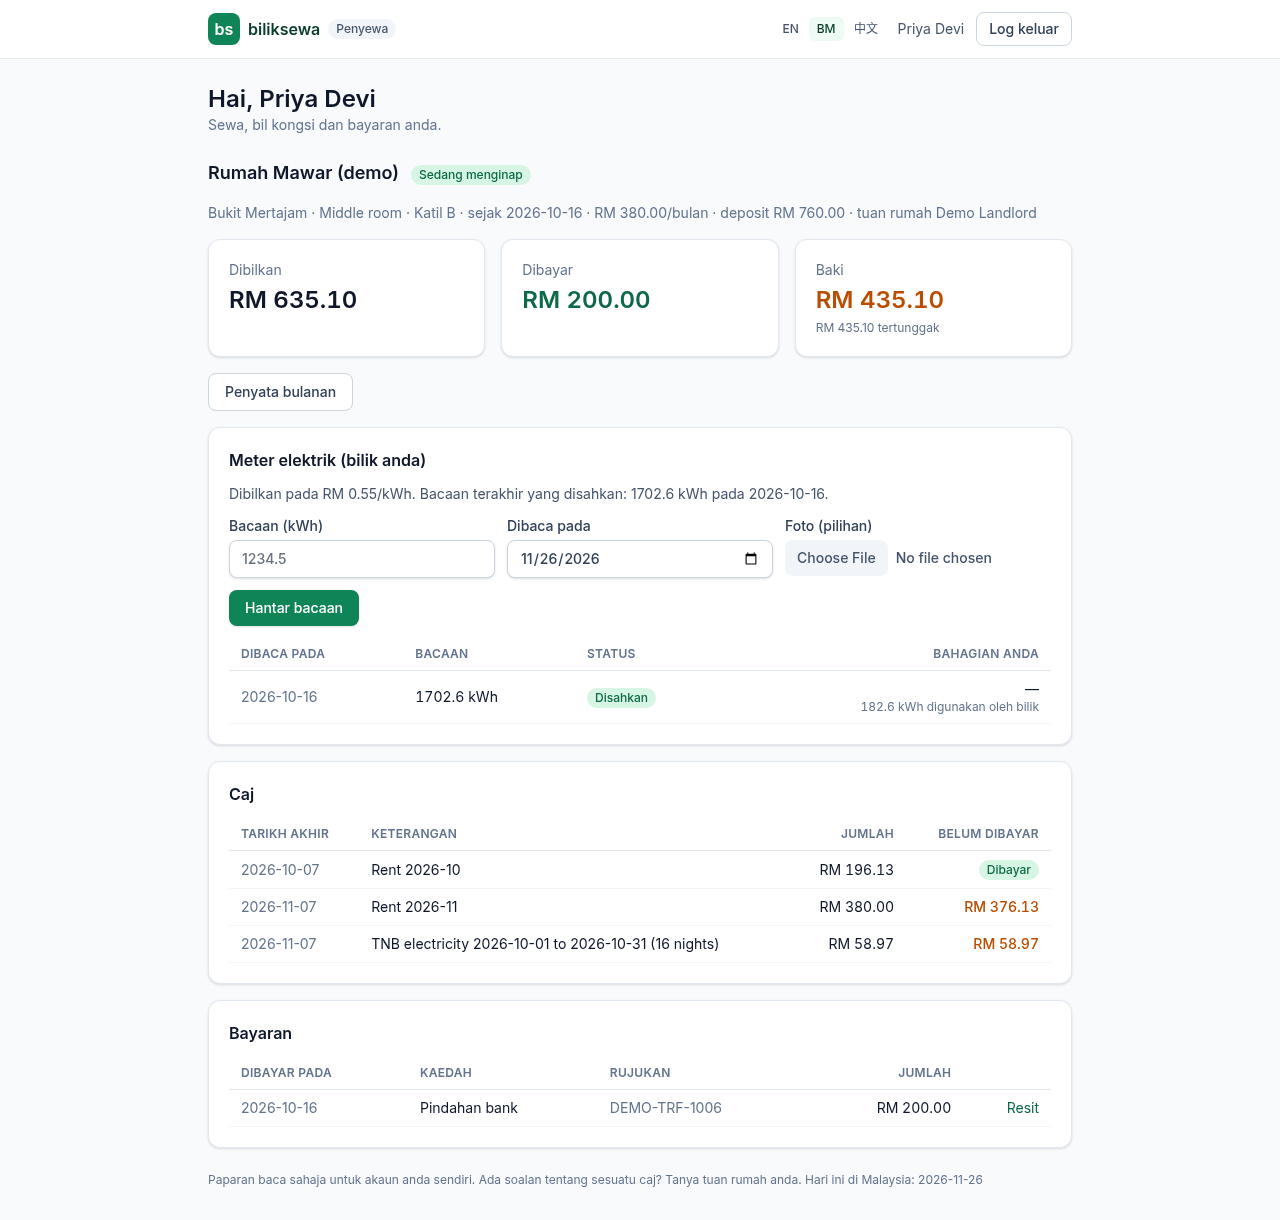 bs biliksewa Penyewa EN BM 中文 Priya Devi Log keluar
Hai, Priya Devi
Sewa, bil kongsi dan bayaran anda.
Rumah Mawar (demo) Sedang menginap
Bukit Mertajam · Middle room · Katil B · sejak 2026-10-16 · RM 380.00/bulan · deposit RM 760.00 · tuan rumah Demo Landlord
Dibilkan
RM 635.10
Dibayar
RM 200.00
Baki
RM 435.10
RM 435.10 tertunggak
Penyata bulanan
Meter elektrik (bilik anda)
Dibilkan pada RM 0.55/kWh. Bacaan terakhir yang disahkan: 1702.6 kWh pada 2026-10-16.
Bacaan (kWh) Dibaca pada Foto (pilihan)
1234.5 11/26/2026 Choose File No file chosen
Hantar bacaan
DIBACA PADA BACAAN STATUS BAHAGIAN ANDA
2026-10-16 1702.6 kWh Disahkan —
182.6 kWh digunakan oleh bilik
Caj
TARIKH AKHIR KETERANGAN JUMLAH BELUM DIBAYAR
2026-10-07 Rent 2026-10 RM 196.13 Dibayar
2026-11-07 Rent 2026-11 RM 380.00 RM 376.13
2026-11-07 TNB electricity 2026-10-01 to 2026-10-31 (16 nights) RM 58.97 RM 58.97
Bayaran
DIBAYAR PADA KAEDAH RUJUKAN JUMLAH
2026-10-16 Pindahan bank DEMO-TRF-1006 RM 200.00 Resit
Paparan baca sahaja untuk akaun anda sendiri. Ada soalan tentang sesuatu caj? Tanya tuan rumah anda. Hari ini di Malaysia: 2026-11-26